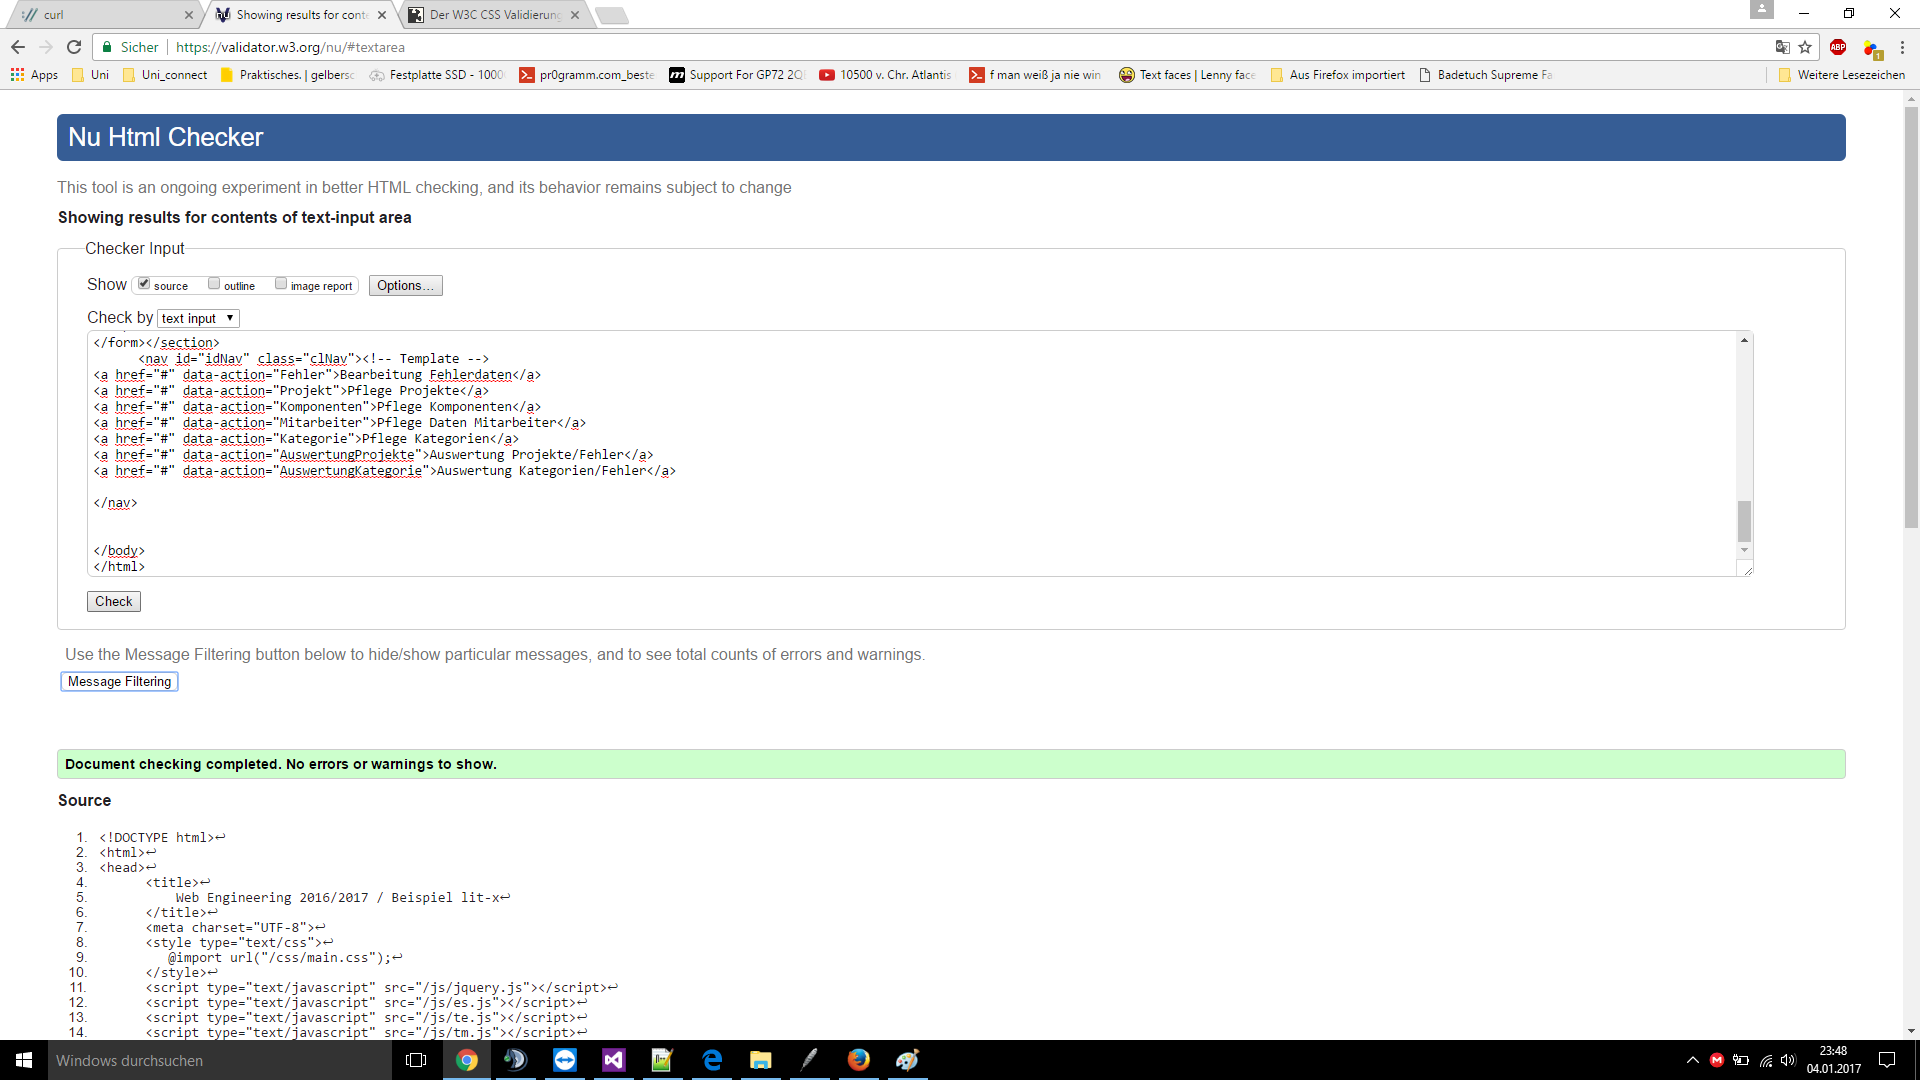 curl
Showing results for conte
Der W3C CSS Validierung
Sicher
https://validator.w3.org/nu/#textarea
ABP
1
Apps
Uni
Uni_connect
Praktisches. | gelbersc
Festplatte SSD - 1000
pr0gramm.com_beste
Support For GP72 2Q
10500 v. Chr. Atlantis
f man weiß ja nie win
Text faces | Lenny face
Aus Firefox importiert
Badetuch Supreme Fa
Weitere Lesezeichen
Nu Html Checker
This tool is an ongoing experiment in better HTML checking, and its behavior remains subject to change
Showing results for contents of text-input area
Checker Input
Show source outline image report Options...
Check by text input
</form></section>
<nav id="idNav" class="clNav"><!-- Template -->
<a href="#" data-action="Fehler">Bearbeitung Fehlerdaten</a>
<a href="#" data-action="Projekt">Pflege Projekte</a>
<a href="#" data-action="Komponenten">Pflege Komponenten</a>
<a href="#" data-action="Mitarbeiter">Pflege Daten Mitarbeiter</a>
<a href="#" data-action="Kategorie">Pflege Kategorien</a>
<a href="#" data-action="AuswertungProjekte">Auswertung Projekte/Fehler</a>
<a href="#" data-action="AuswertungKategorie">Auswertung Kategorien/Fehler</a>
</nav>
</body>
</html>
Check
Use the Message Filtering button below to hide/show particular messages, and to see total counts of errors and warnings.
Message Filtering
Document checking completed. No errors or warnings to show.
Source
1. <!DOCTYPE html>↩
2. <html>↩
3. <head>↩
4. <title>↩
5. Web Engineering 2016/2017 / Beispiel lit-x↩
6. </title>↩
7. <meta charset="UTF-8">↩
8. <style type="text/css">↩
9. @import url("/css/main.css");↩
10. </style>↩
11. <script type="text/javascript" src="/js/jquery.js"></script>↩
12. <script type="text/javascript" src="/js/es.js"></script>↩
13. <script type="text/javascript" src="/js/te.js"></script>↩
14. <script type="text/javascript" src="/js/tm.js"></script>↩
Windows durchsuchen
23:48
04.01.2017